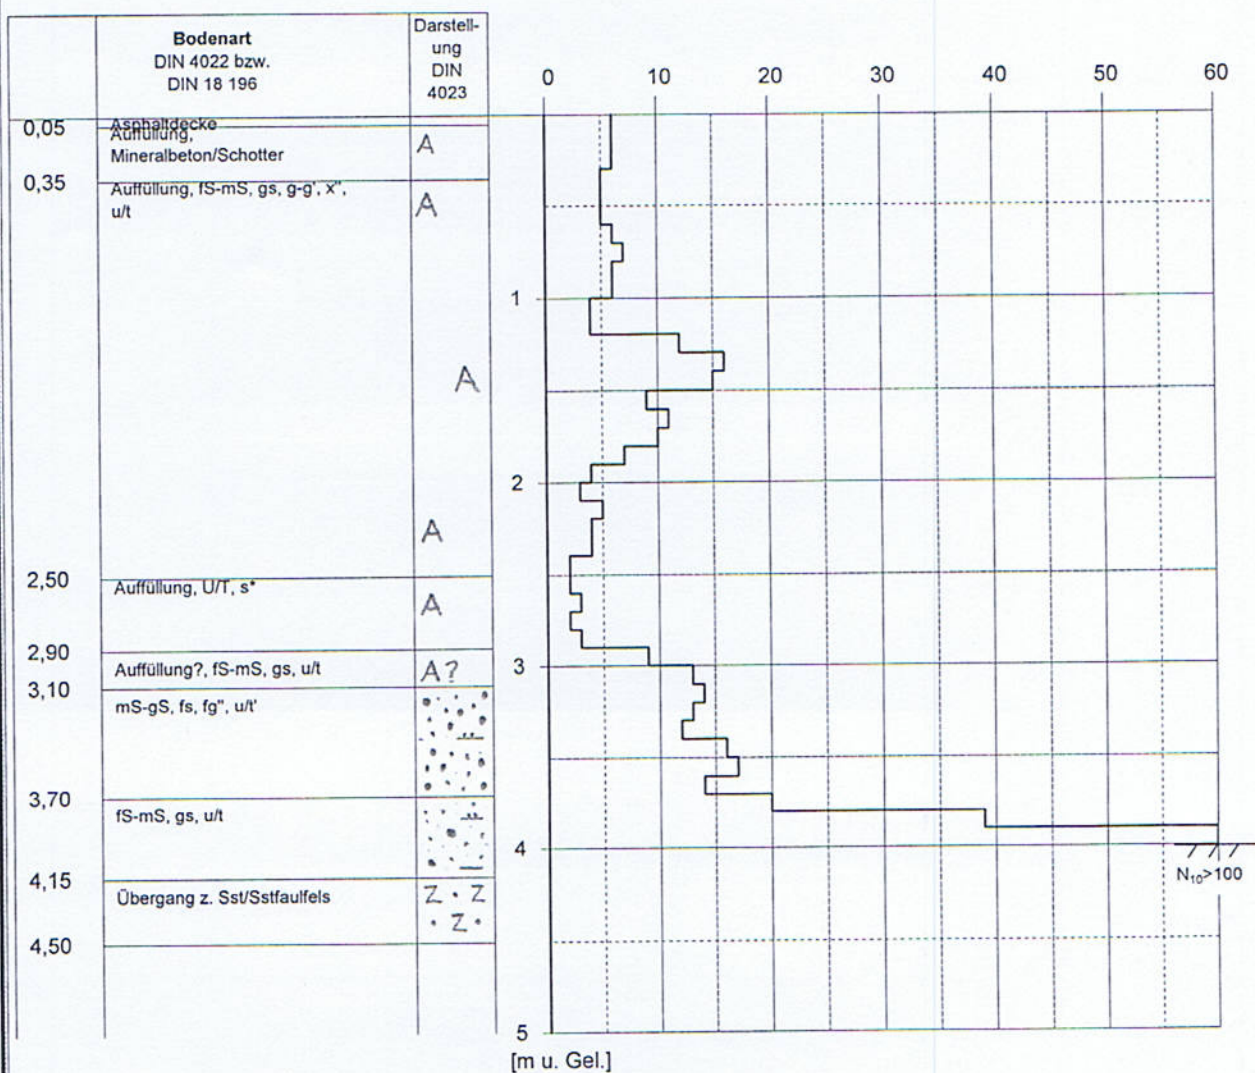 Bodenart
DIN 4022 bzw.
DIN 18 196
Darstell-
ung
DIN
4023
0 10 20 30 40 50 60
0,05
Asphaltdecke
Auffüllung,
Mineralbeton/Schotter
A
0.35
Auffüllung, fS-mS, gs, g-g', x'',
u/t
A
1
A
2
A
2,50
Auffüllung, U/T, s*
A
2,90
Auffüllung?, fS-mS, gs, u/t
A?
3
3,10
mS-gS, fs, fg'', u/t'
3,70
fS-mS, gs, u/t
4
N₁₀>100
4,15
Übergang z. Sst/Sstfaulfels
Z Z
Z
4,50
5
[m u. Gel.]